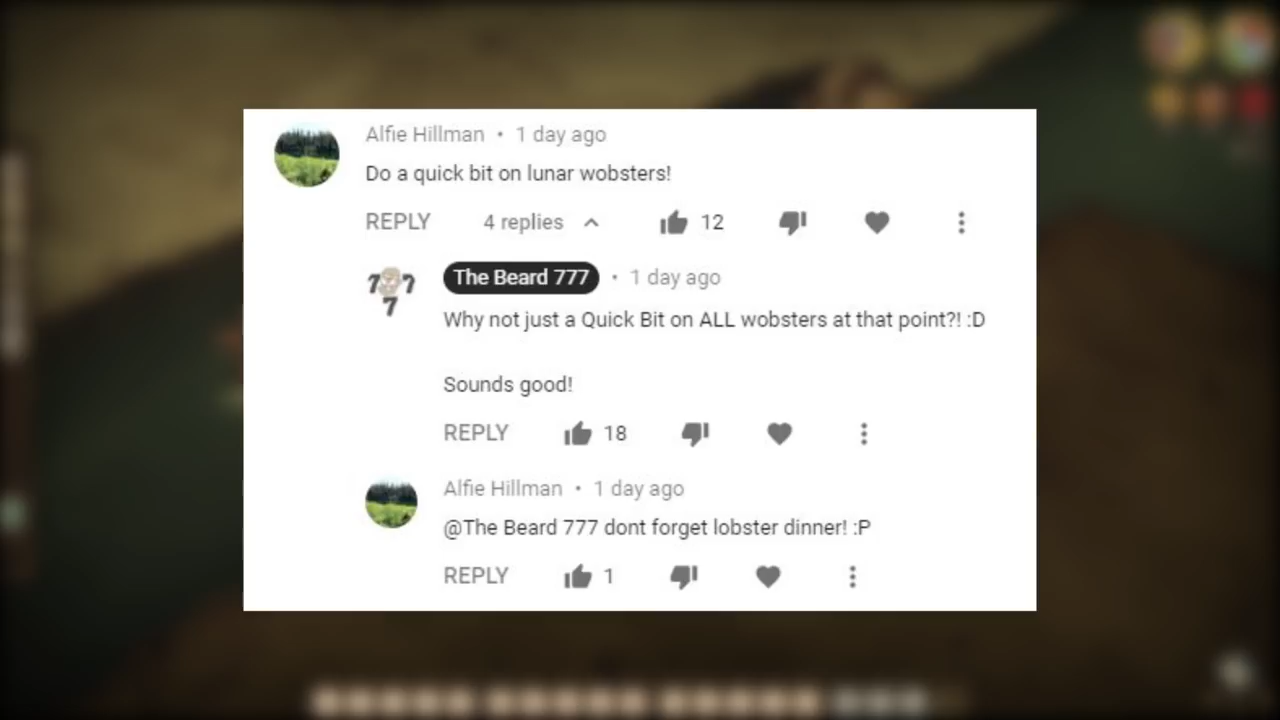 Alfie Hillman • 1 day ago
Do a quick bit on lunar wobsters!
REPLY 4 replies 12
777
The Beard 777 • 1 day ago
Why not just a Quick Bit on ALL wobsters at that point?! :D
Sounds good!
REPLY 18
Alfie Hillman • 1 day ago
@The Beard 777 dont forget lobster dinner! :P
REPLY 1